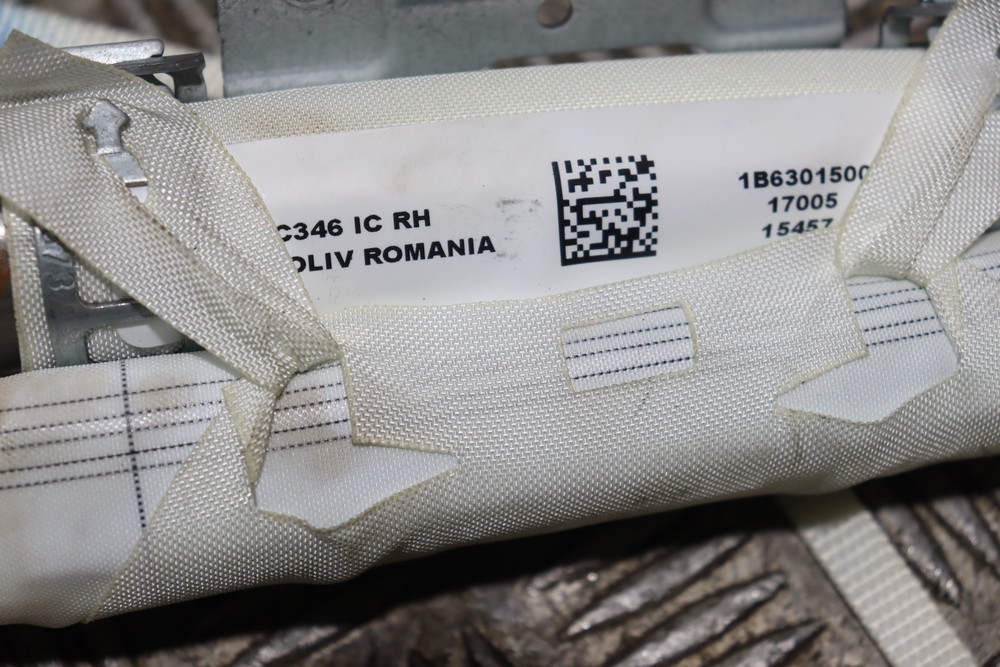 C346 IC RH
OLIV ROMANIA
1B6301500
17005
15457